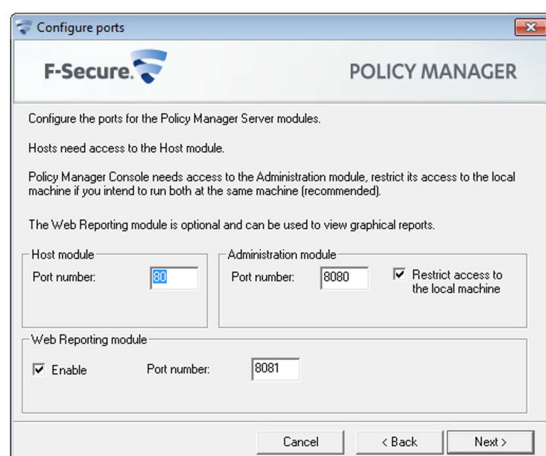 Configure ports
F-Secure.
POLICY MANAGER
Configure the ports for the Policy Manager Server modules.
Hosts need access to the Host module.
Policy Manager Console needs access to the Administration module, restrict its access to the local
machine if you intend to run both at the same machine (recommended).
The Web Reporting module is optional and can be used to view graphical reports.
Host module
Port number: 80
Administration module
Port number: 8080
Restrict access to
the local machine
Web Reporting module
Enable
Port number: 8081
Cancel
< Back
Next >